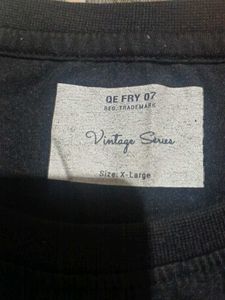 QE FRY 07
REG. TRADEMARK
Vintage Series
Size: X-Large